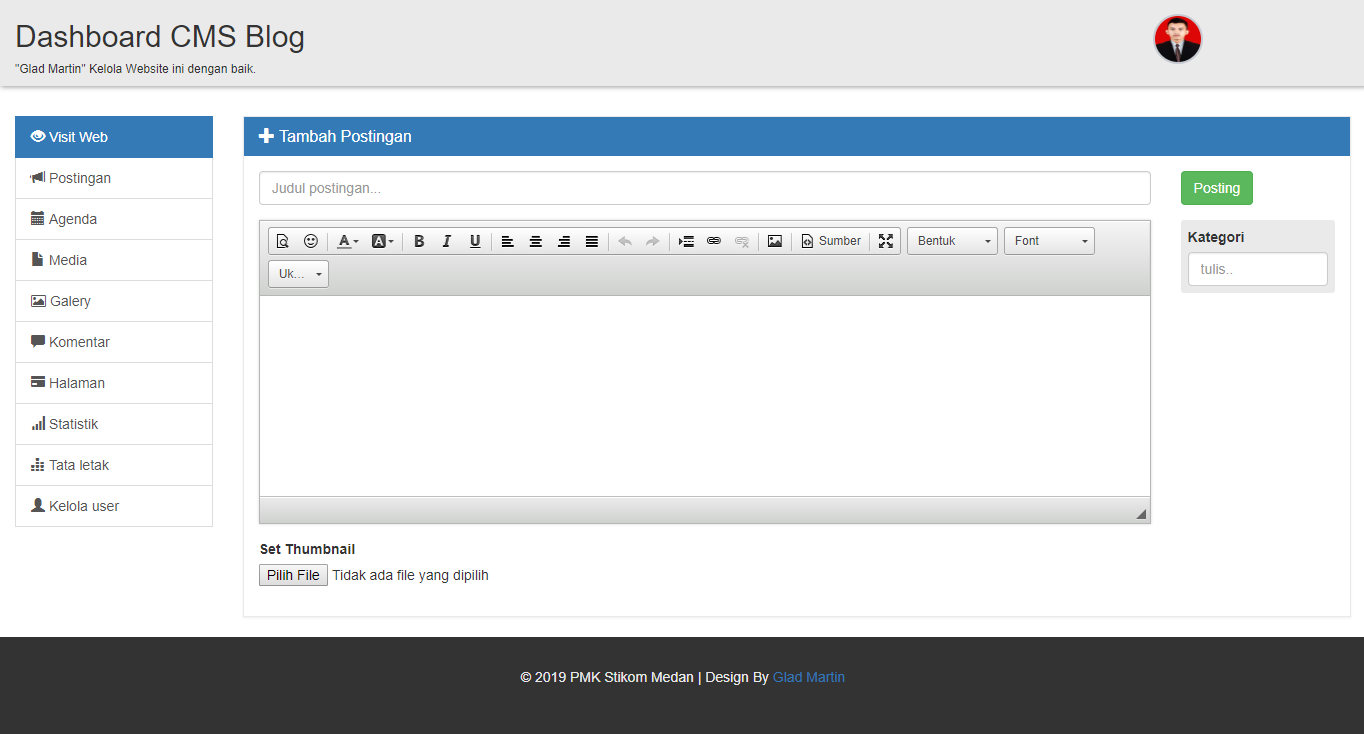 Dashboard CMS Blog
"Glad Martin" Kelola Website ini dengan baik.
Visit Web
Postingan
Agenda
Media
Galery
Komentar
Halaman
Statistik
Tata letak
Kelola user
Tambah Postingan
Judul postingan...
Posting
A A B I U Sumber Bentuk Font
Uk...
Kategori
tulis..
Set Thumbnail
Pilih File Tidak ada file yang dipilih
© 2019 PMK Stikom Medan | Design By Glad Martin